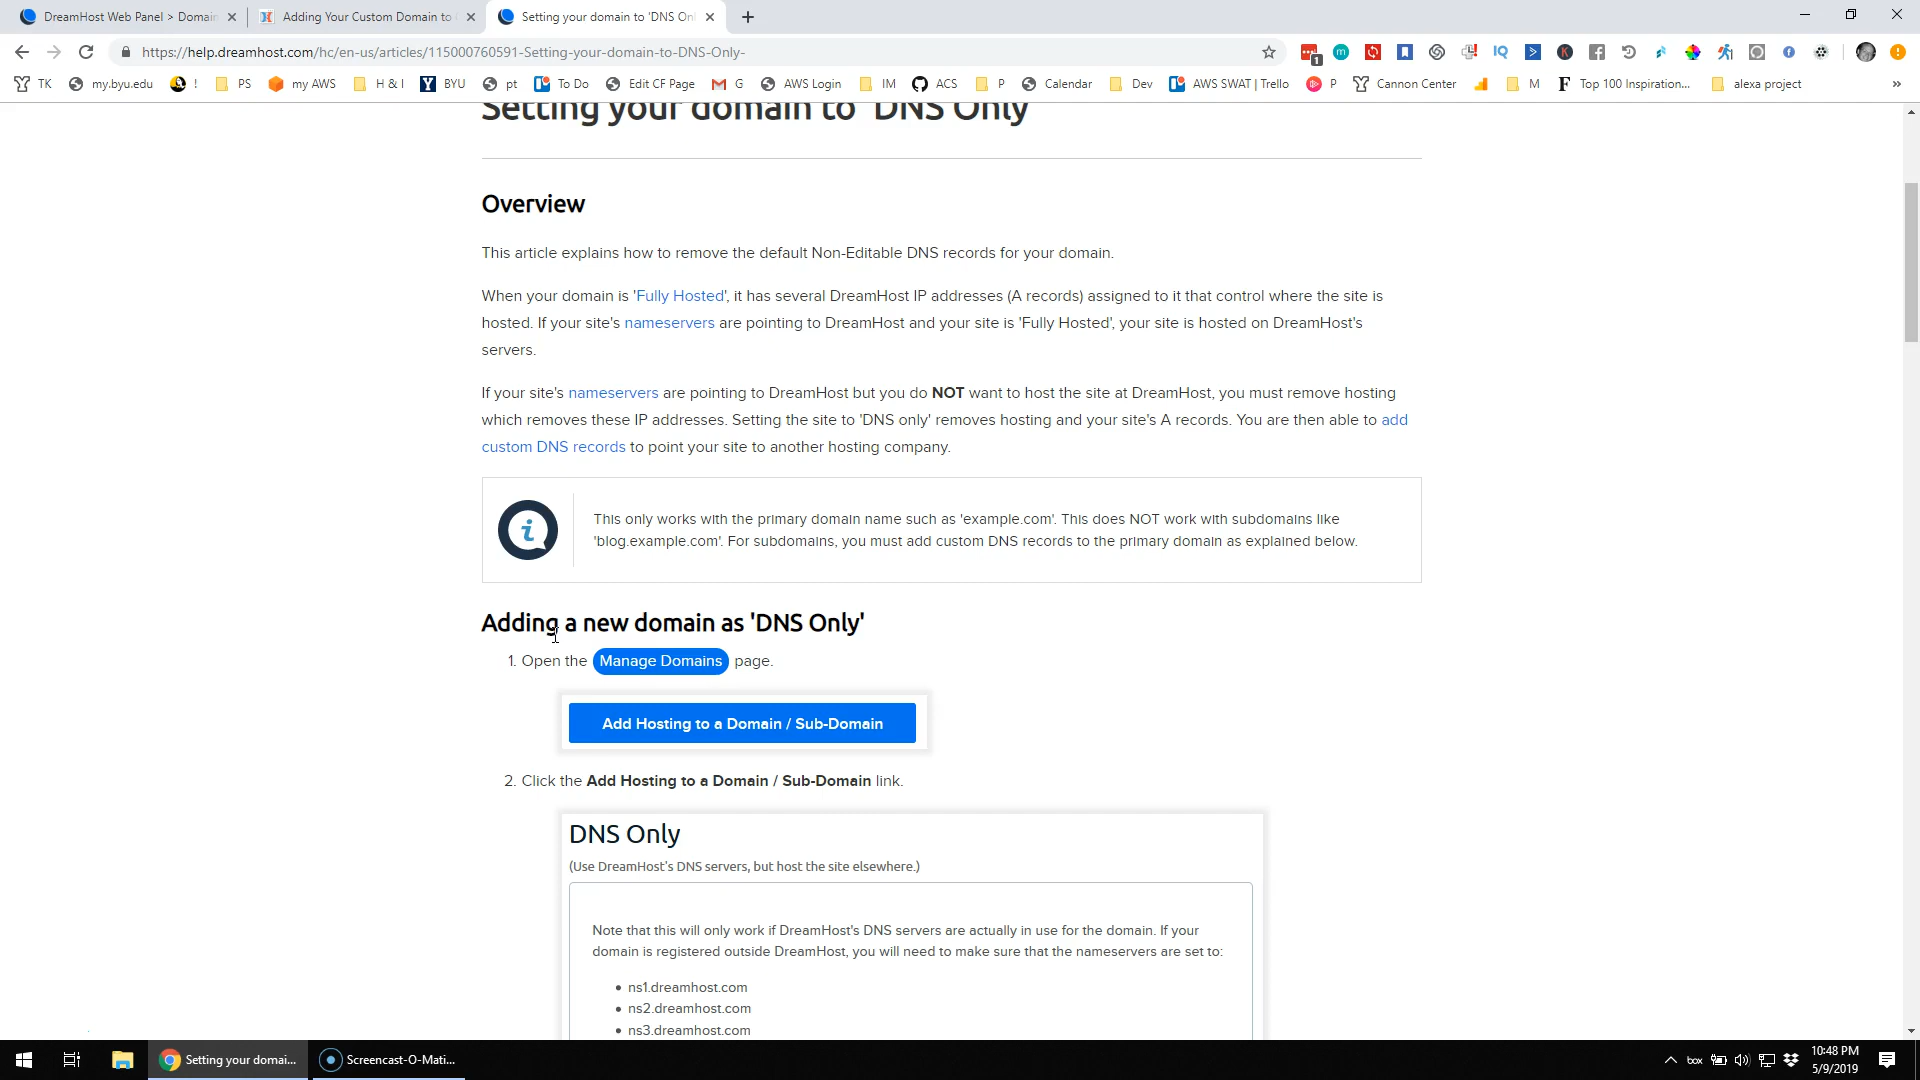 DreamHost Web Panel > Domain
Adding Your Custom Domain to
Setting your domain to 'DNS Onl
https://help.dreamhost.com/hc/en-us/articles/115000760591-Setting-your-domain-to-DNS-Only-
TK
my.byu.edu
!
PS
my AWS
H & I
BYU
pt
To Do
Edit CF Page
G
AWS Login
IM
ACS
P
Calendar
Dev
AWS SWAT | Trello
P
Cannon Center
M
Top 100 Inspiration...
alexa project
»
Setting your domain to 'DNS Only'
Overview
This article explains how to remove the default Non-Editable DNS records for your domain.
When your domain is 'Fully Hosted', it has several DreamHost IP addresses (A records) assigned to it that control where the site is
hosted. If your site's nameservers are pointing to DreamHost and your site is 'Fully Hosted', your site is hosted on DreamHost's
servers.
If your site's nameservers are pointing to DreamHost but you do NOT want to host the site at DreamHost, you must remove hosting
which removes these IP addresses. Setting the site to 'DNS only' removes hosting and your site's A records. You are then able to add
custom DNS records to point your site to another hosting company.
This only works with the primary domain name such as 'example.com'. This does NOT work with subdomains like
'blog.example.com'. For subdomains, you must add custom DNS records to the primary domain as explained below.
Adding a new domain as 'DNS Only'
1. Open the Manage Domains page.
Add Hosting to a Domain / Sub-Domain
2. Click the Add Hosting to a Domain / Sub-Domain link.
DNS Only
(Use DreamHost's DNS servers, but host the site elsewhere.)
Note that this will only work if DreamHost's DNS servers are actually in use for the domain. If your
domain is registered outside DreamHost, you will need to make sure that the nameservers are set to:
• ns1.dreamhost.com
• ns2.dreamhost.com
• ns3.dreamhost.com
Setting your domai...
Screencast-O-Mati...
box
10:48 PM
5/9/2019